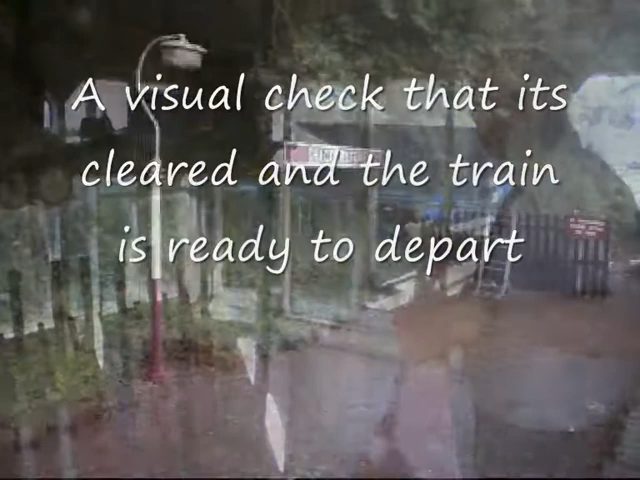 A visual check that its
cleared and the train
is ready to depart